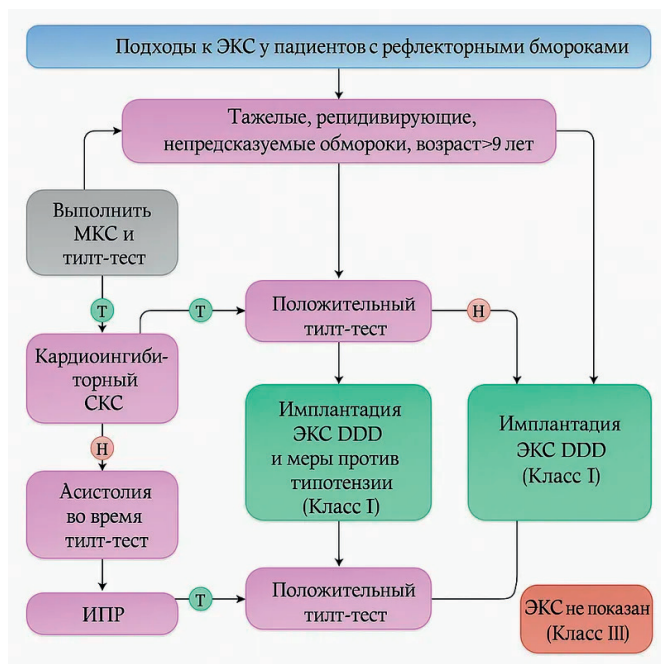 Подходы к ЭКС у пациентов с рефлекторными бмороками
Тажелые, репидивирующие,
непредсказуемые обмороки, возраст>9 лет
Выполнить
МКС и
тилт-тест
Т
Т
Положительный
тилт-тест
Н
Кардиоингиби-
торный
СКС
Н
Имплантация
ЭКС DDD
и меры против
типотензии
(Класс I)
Имплантация
ЭКС DDD
(Класс I)
Асистолия
во время
тилт-тест
ИПР
Т
Положительный
тилт-тест
ЭКС не показан
(Класс III)